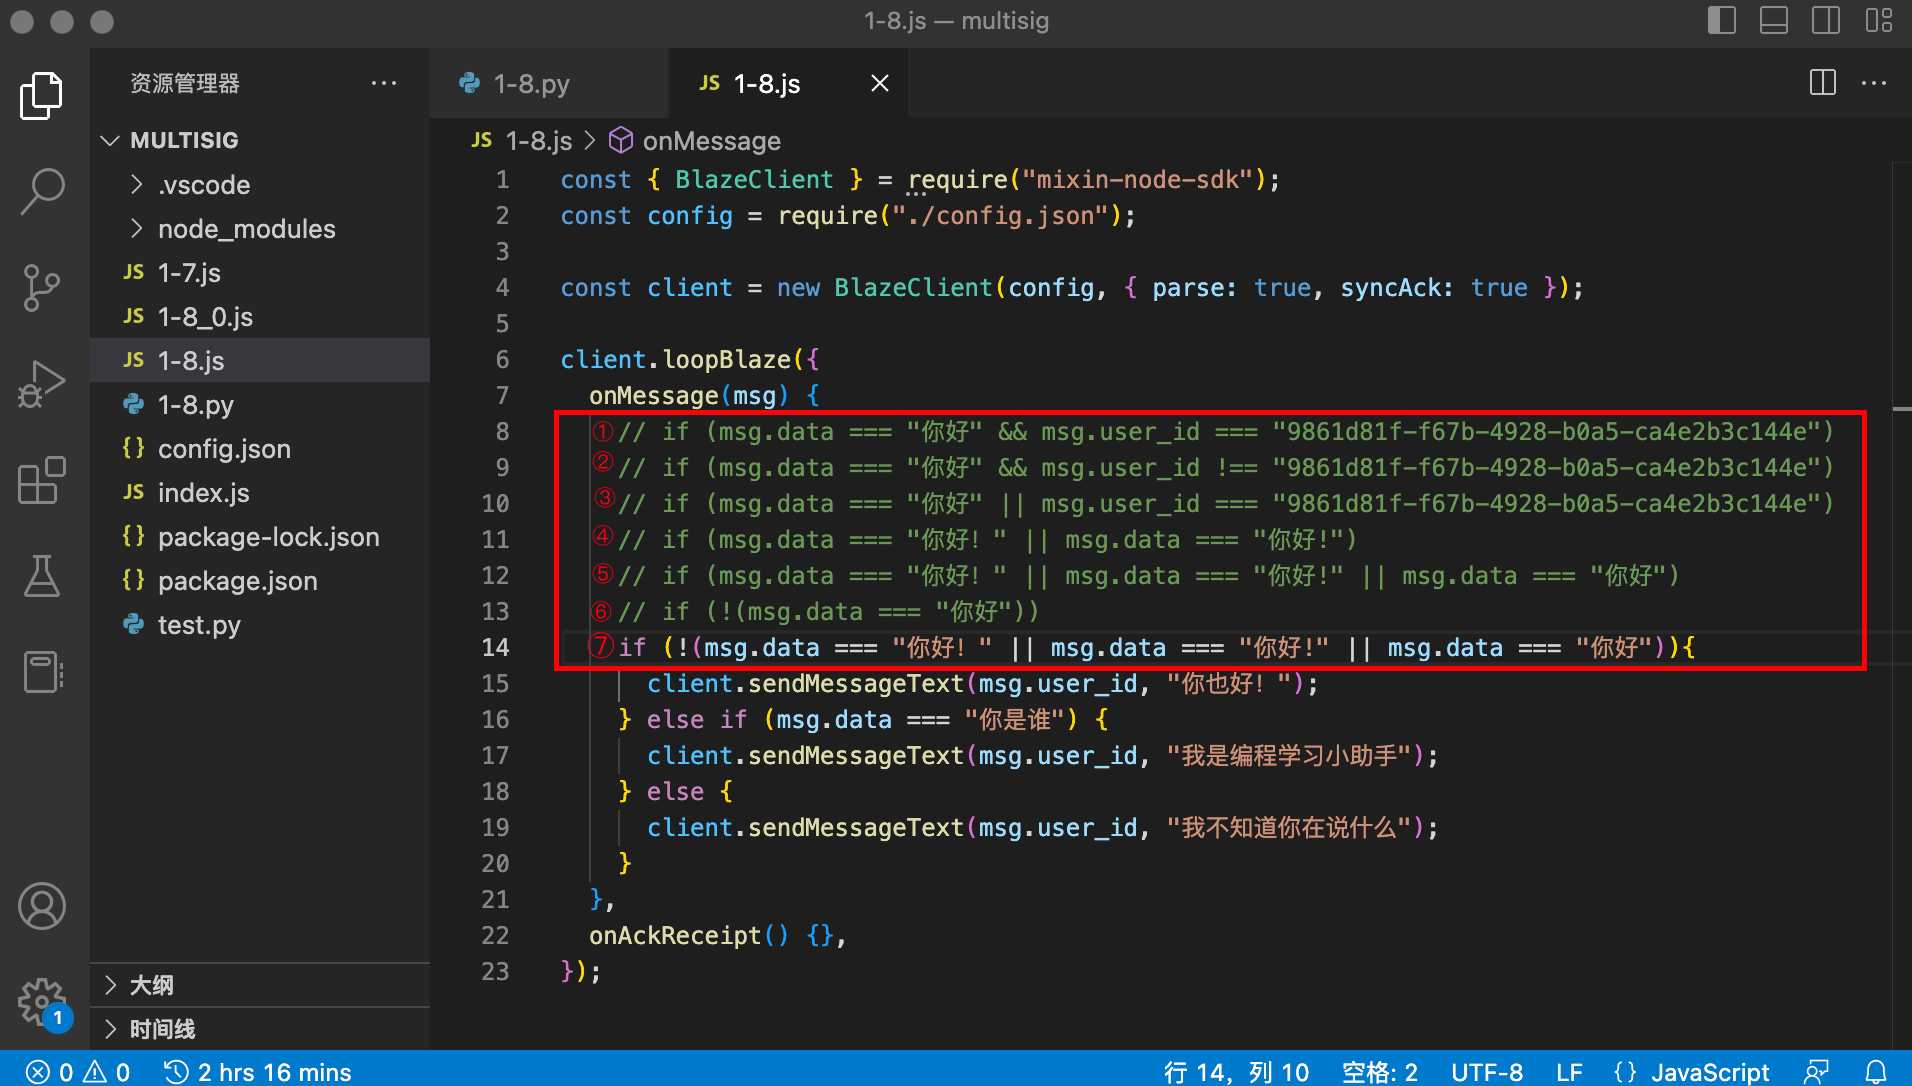 1-8.js — multisig
资源管理器
MULTISIG
.vscode
node_modules
JS 1-7.js
JS 1-8_0.js
JS 1-8.js
1-8.py
{} config.json
JS index.js
{} package-lock.json
{} package.json
test.py
大纲
时间线
1-8.py
JS 1-8.js
JS 1-8.js > onMessage
1 const { BlazeClient } = require("mixin-node-sdk");
2 const config = require("./config.json");
3
4 const client = new BlazeClient(config, { parse: true, syncAck: true });
5
6 client.loopBlaze({
7 onMessage(msg) {
8 ①// if (msg.data === "你好" && msg.user_id === "9861d81f-f67b-4928-b0a5-ca4e2b3c144e")
9 ②// if (msg.data === "你好" && msg.user_id !== "9861d81f-f67b-4928-b0a5-ca4e2b3c144e")
10 ③// if (msg.data === "你好" || msg.user_id === "9861d81f-f67b-4928-b0a5-ca4e2b3c144e")
11 ④// if (msg.data === "你好！" || msg.data === "你好!")
12 ⑤// if (msg.data === "你好！" || msg.data === "你好!" || msg.data === "你好")
13 ⑥// if (!(msg.data === "你好"))
14 ⑦if (!(msg.data === "你好！" || msg.data === "你好!" || msg.data === "你好")){
15 client.sendMessageText(msg.user_id, "你也好！");
16 } else if (msg.data === "你是谁") {
17 client.sendMessageText(msg.user_id, "我是编程学习小助手");
18 } else {
19 client.sendMessageText(msg.user_id, "我不知道你在说什么");
20 }
21 },
22 onAckReceipt() {},
23 });
1
0 0 2 hrs 16 mins 行 14，列 10 空格: 2 UTF-8 LF {} JavaScript